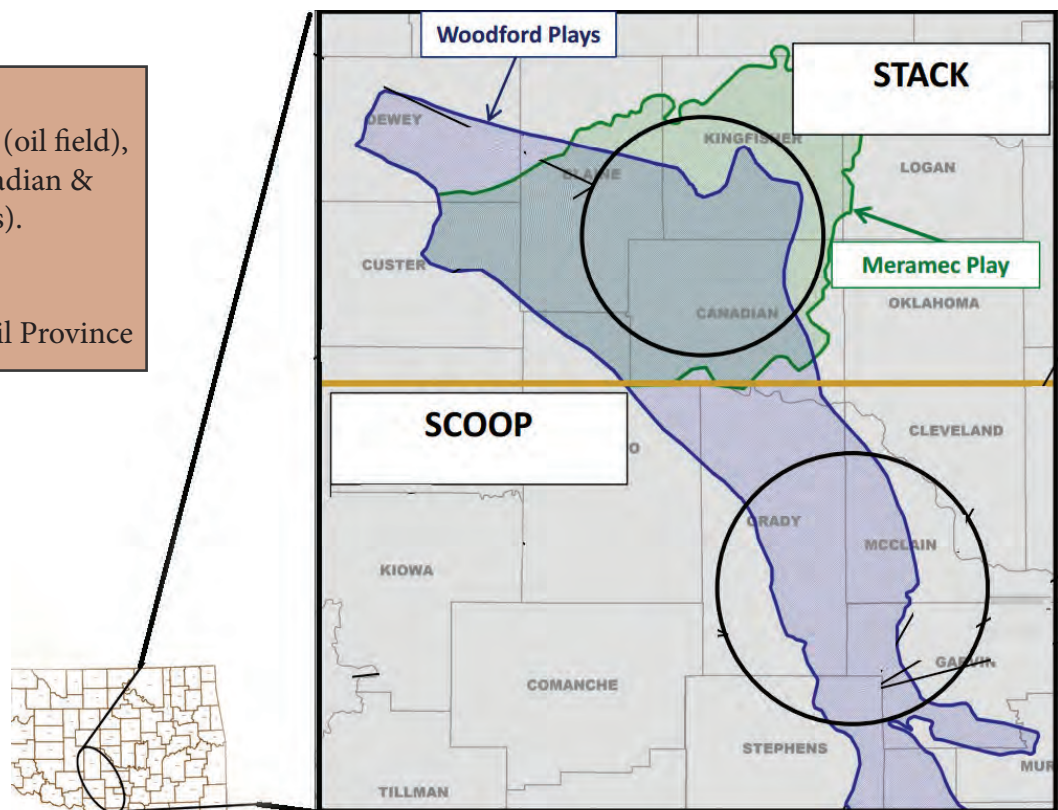 (oil field),
&
il Province
Woodford Plays
STACK
DEWEY
KINGFISHER
BLAINE
LOGAN
Meramec Play
CUSTER
OKLAHOMA
CANADIAN
SCOOP
CLEVELAND
O
GRADY
MCCLAIN
KIOWA
GARVIN
COMANCHE
STEPHENS
MUR
TILLMAN